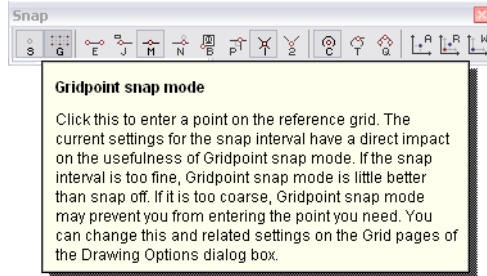 Snap
S G E J M N B P T 2 C T Q A R W
Gridpoint snap mode
Click this to enter a point on the reference grid. The
current settings for the snap interval have a direct impact
on the usefulness of Gridpoint snap mode. If the snap
interval is too fine, Gridpoint snap mode is little better
than snap off. If it is too coarse, Gridpoint snap mode
may prevent you from entering the point you need. You
can change this and related settings on the Grid pages of
the Drawing Options dialog box.